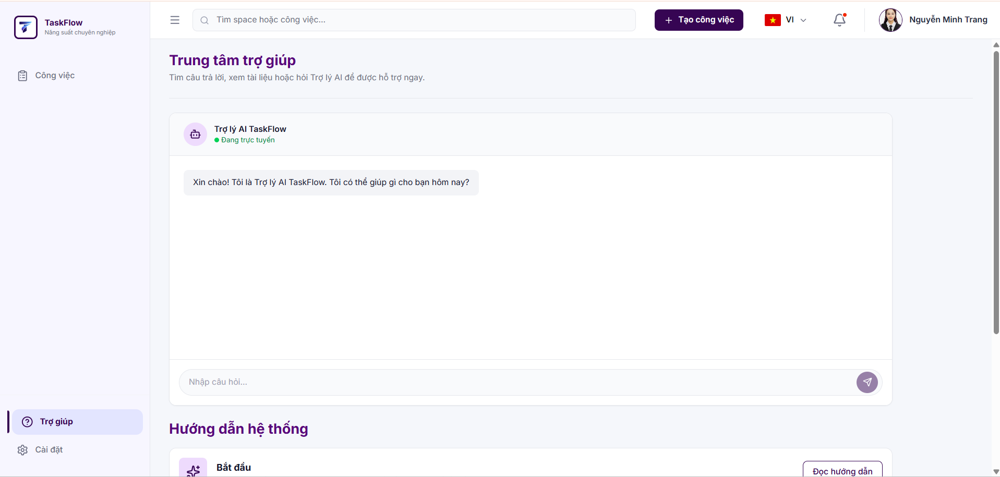 TaskFlow
Năng suất chuyên nghiệp
Tìm space hoặc công việc...
+ Tạo công việc
VI
Nguyễn Minh Trang
Công việc
Trung tâm trợ giúp
Tìm câu trả lời, xem tài liệu hoặc hỏi Trợ lý AI để được hỗ trợ ngay.
Trợ lý AI TaskFlow
Đang trực tuyến
Xin chào! Tôi là Trợ lý AI TaskFlow. Tôi có thể giúp gì cho bạn hôm nay?
Nhập câu hỏi...
Trợ giúp
Cài đặt
Hướng dẫn hệ thống
Bắt đầu
Đọc hướng dẫn